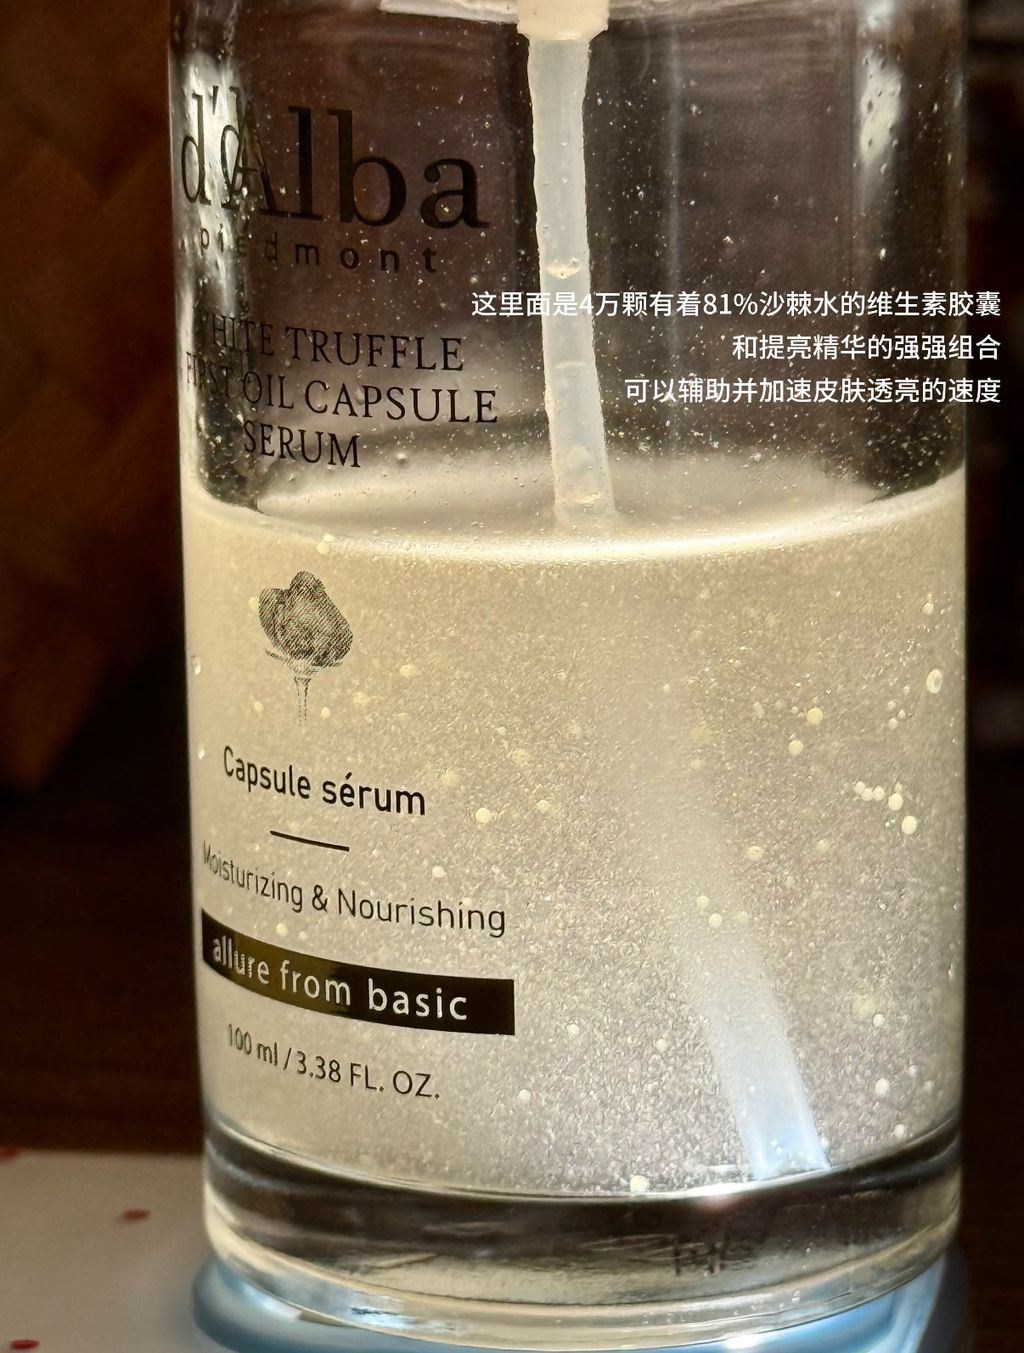 d'Alba
piedmont
WHITE TRUFFLE
FIRST OIL CAPSULE
SERUM
这里面是4万颗有着81%沙棘水的维生素胶囊
和提亮精华的强强组合
可以辅助并加速皮肤透亮的速度
Capsule sérum
Moisturizing & Nourishing
allure from basic
100 ml / 3.38 FL. OZ.